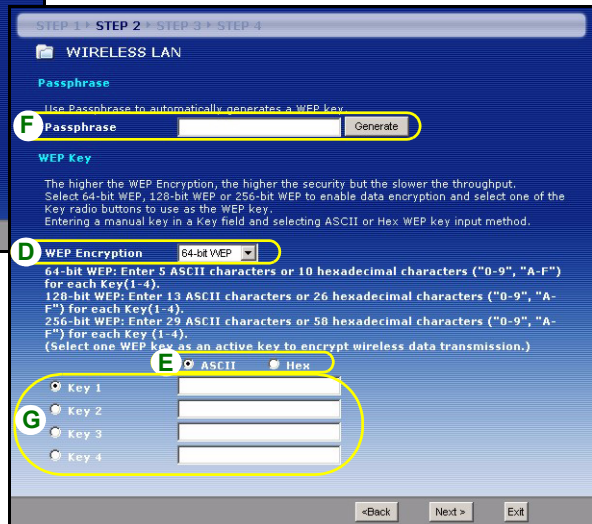 STEP 1 ▸ STEP 2 ▸ STEP 3 ▸ STEP 4
WIRELESS LAN
Passphrase
Use Passphrase to automatically generates a WEP key.
F
Passphrase
Generate
WEP Key
The higher the WEP Encryption, the higher the security but the slower the throughput.
Select 64-bit WEP, 128-bit WEP or 256-bit WEP to enable data encryption and select one of the
Key radio buttons to use as the WEP key.
Entering a manual key in a Key field and selecting ASCII or Hex WEP key input method.
D
WEP Encryption 64-bit WEP
64-bit WEP: Enter 5 ASCII characters or 10 hexadecimal characters ("0-9", "A-F")
for each Key(1-4).
128-bit WEP: Enter 13 ASCII characters or 26 hexadecimal characters ("0-9", "A-
F") for each Key(1-4).
256-bit WEP: Enter 29 ASCII characters or 58 hexadecimal characters ("0-9", "A-
F") for each Key (1-4).
(Select one WEP key as an active key to encrypt wireless data transmission.)
E
ASCII Hex
Key 1
G
Key 2
Key 3
Key 4
<Back Next > Exit